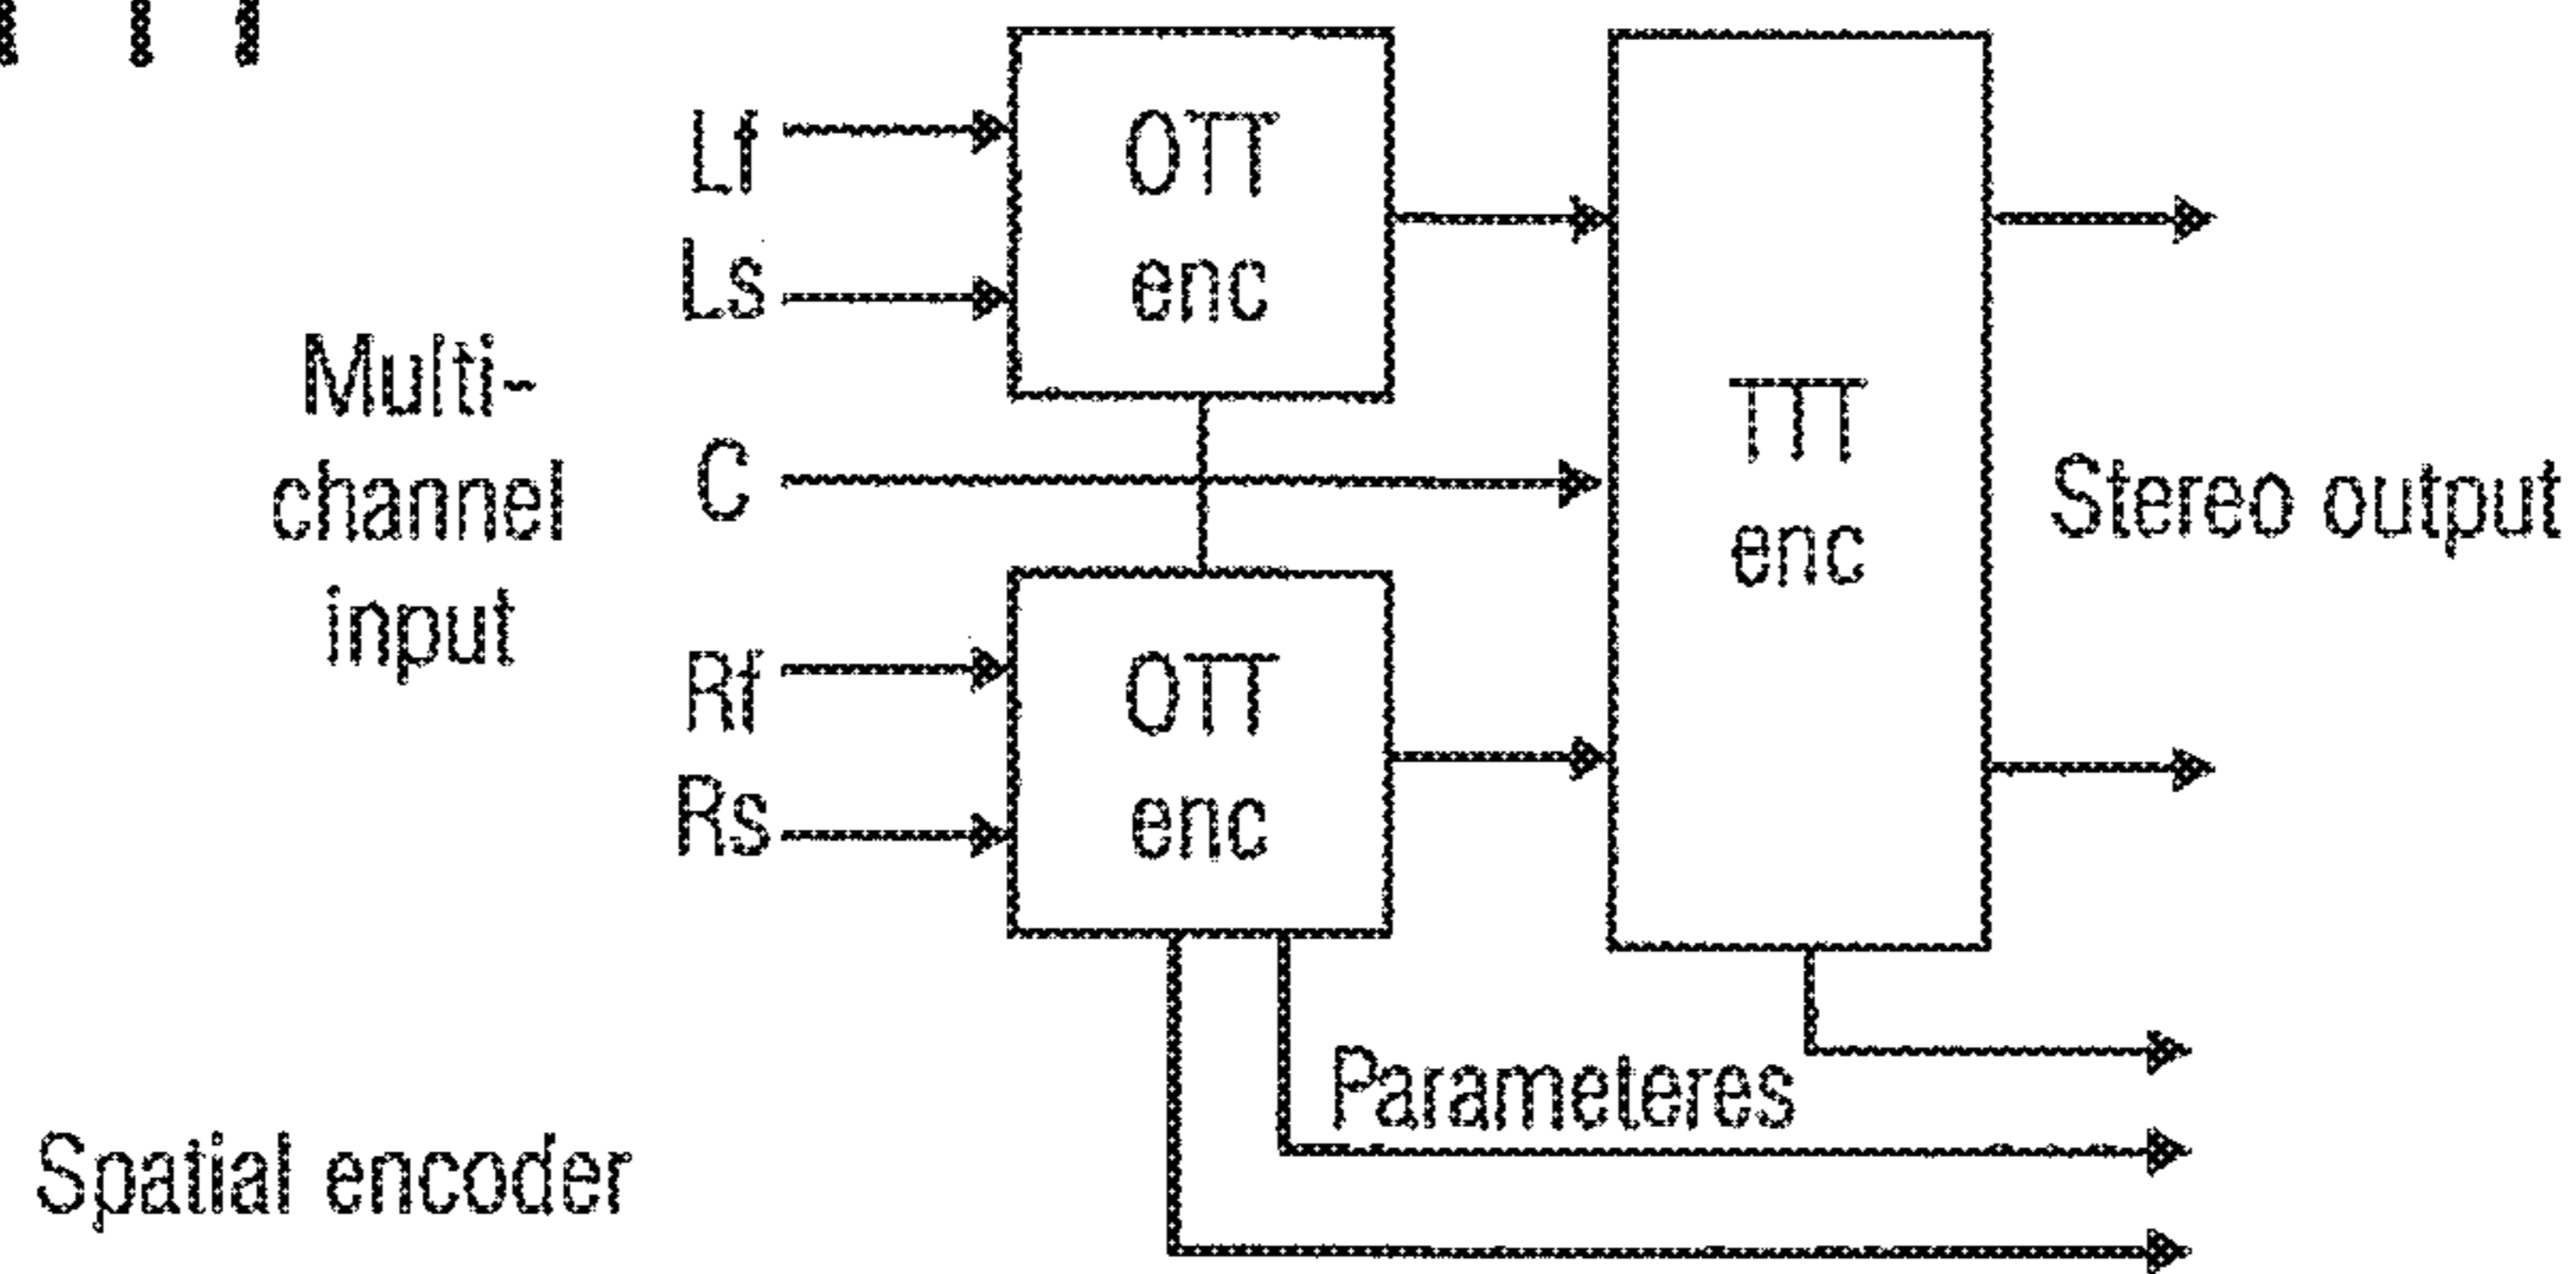 Lf
OTT
enc
Ls
Multi-
channel
input
C
TTT
enc
Stereo output
Rf
OTT
enc
Rs
Parameteres
Spatial encoder